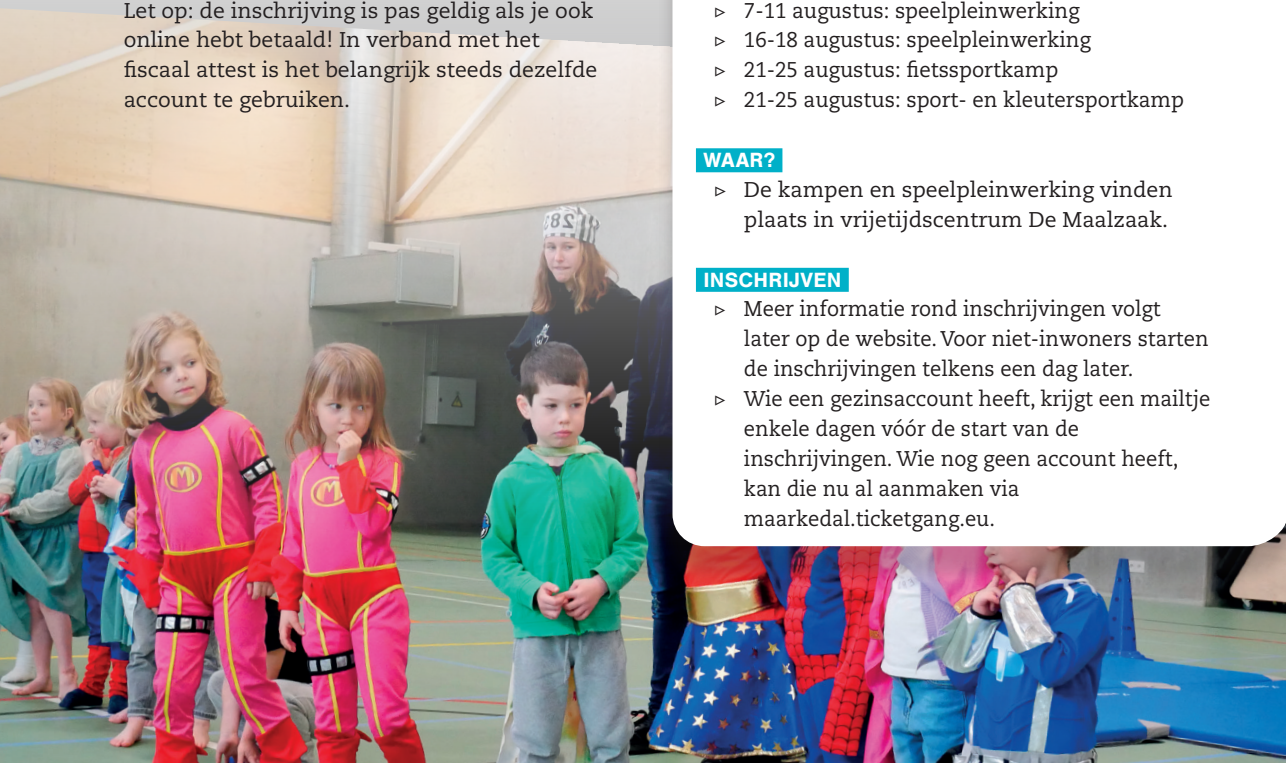 Let op: de inschrijving is pas geldig als je ook
online hebt betaald! In verband met het
fiscaal attest is het belangrijk steeds dezelfde
account te gebruiken.
▹ 7-11 augustus: speelpleinwerking
▹ 16-18 augustus: speelpleinwerking
▹ 21-25 augustus: fietssportkamp
▹ 21-25 augustus: sport- en kleutersportkamp
WAAR?
▹ De kampen en speelpleinwerking vinden
plaats in vrijetijdscentrum De Maalzaak.
INSCHRIJVEN
▹ Meer informatie rond inschrijvingen volgt
later op de website. Voor niet-inwoners starten
de inschrijvingen telkens een dag later.
▹ Wie een gezinsaccount heeft, krijgt een mailtje
enkele dagen vóór de start van de
inschrijvingen. Wie nog geen account heeft,
kan die nu al aanmaken via
maarkedal.ticketgang.eu.
M
M